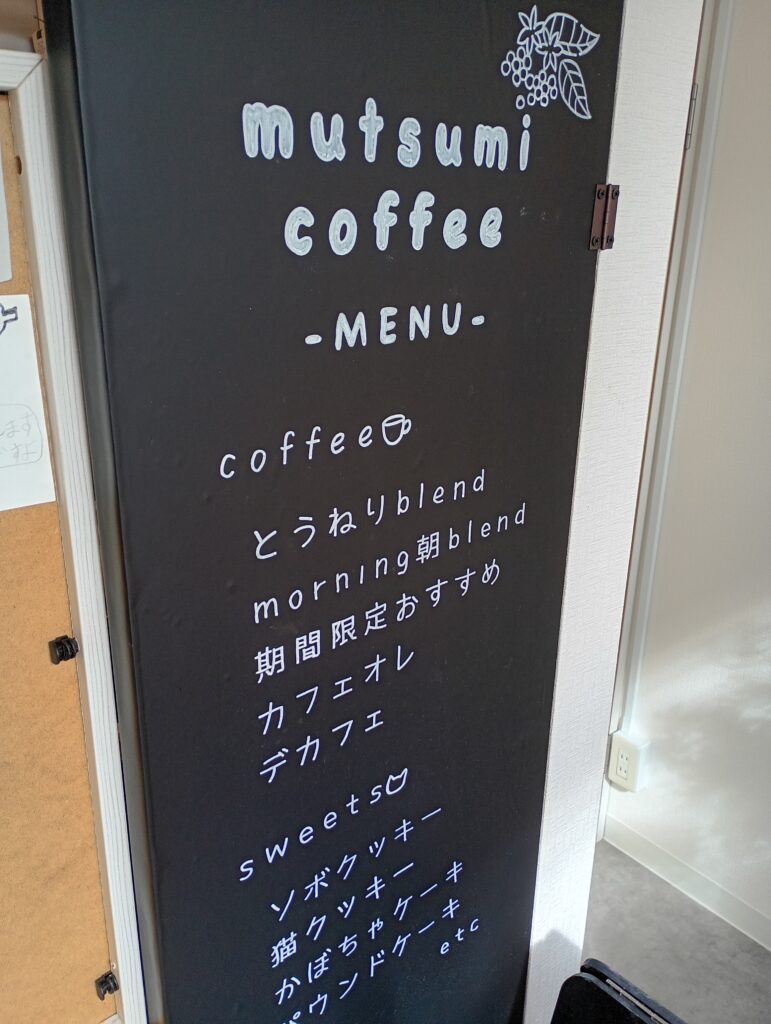 mutsumi
coffee
-MENU-
coffee
とうねりblend
morning朝blend
期間限定おすすめ
カフェオレ
デカフェ
sweets
ソボクッキー
猫クッキー
かぼちゃケーキ
パウンドケーキ
etc